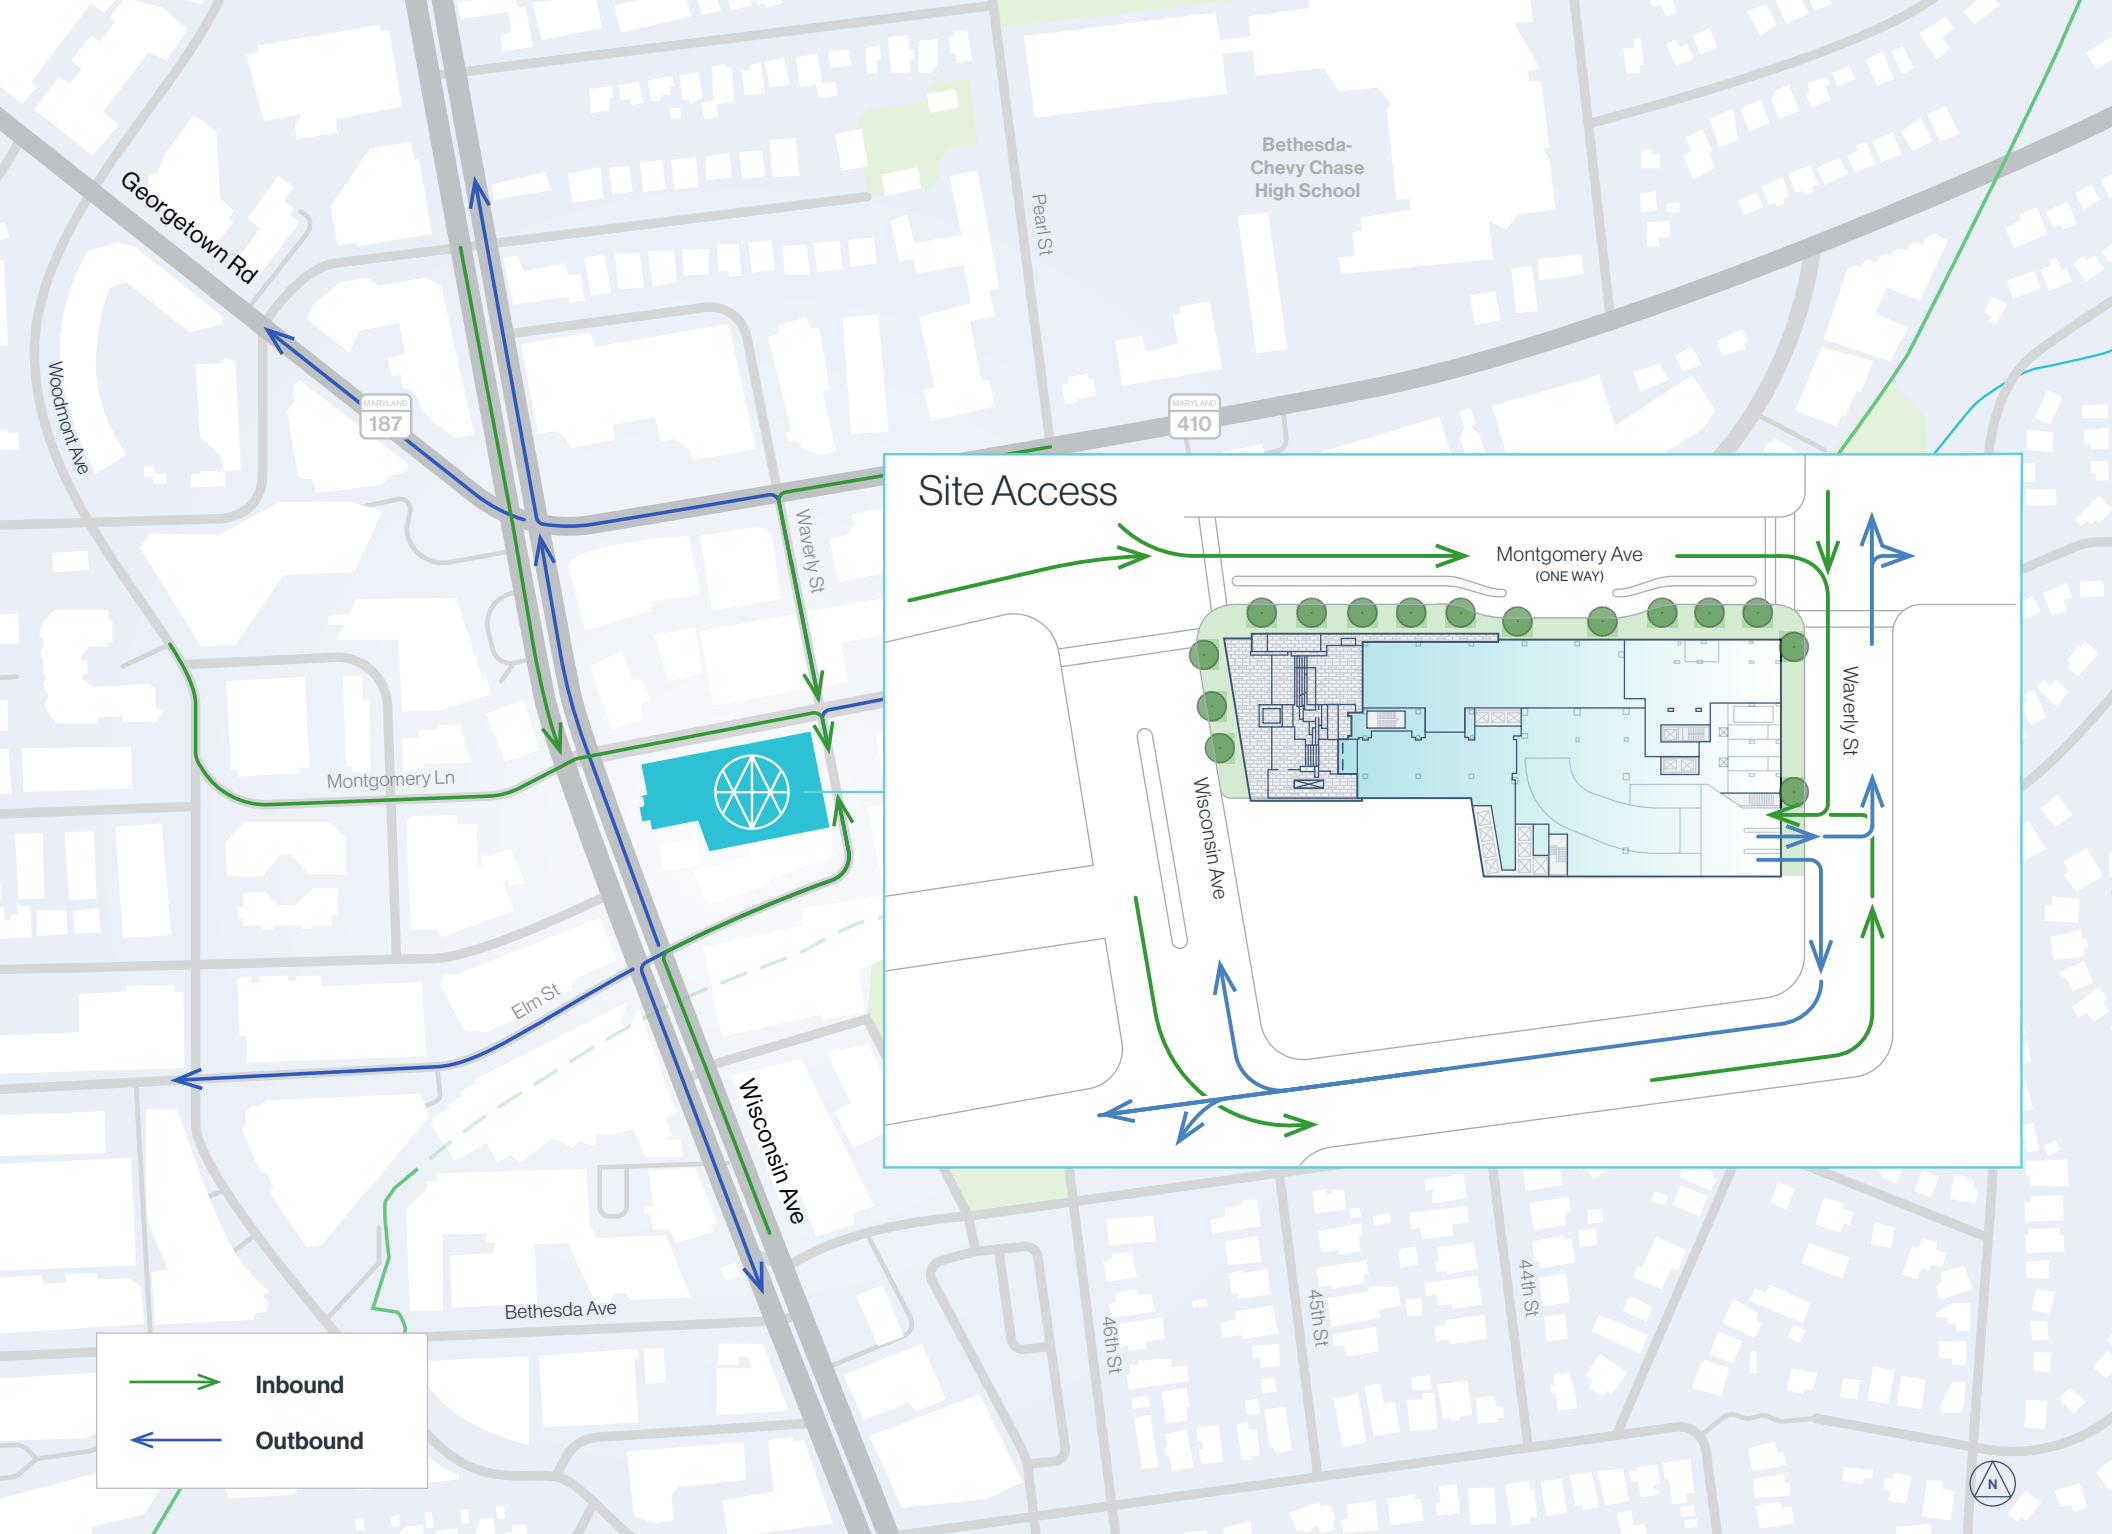 Georgetown Rd
Woodmont Ave
MARYLAND
187
Pearl St
Bethesda-
Chevy Chase
High School
MARYLAND
410
Waverly St
Montgomery Ln
Elm St
Wisconsin Ave
Bethesda Ave
46th St
45th St
44th St
Site Access
Montgomery Ave
(ONE WAY)
Waverly St
Wisconsin Ave
Inbound
Outbound
N